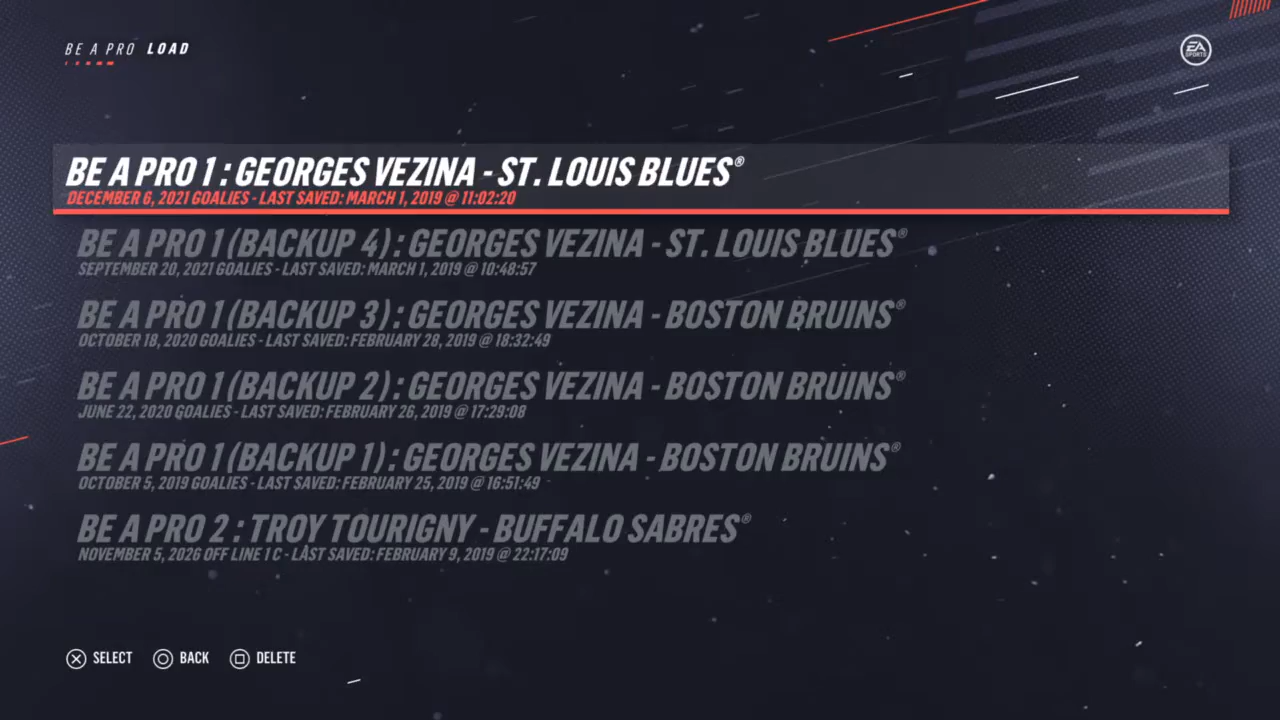 BE A PRO LOAD
EA SPORTS
BE A PRO 1 : GEORGES VEZINA - ST. LOUIS BLUES®
DECEMBER 6, 2021 GOALIES - LAST SAVED: MARCH 1, 2019 @ 11:02:20
BE A PRO 1 (BACKUP 4) : GEORGES VEZINA - ST. LOUIS BLUES®
SEPTEMBER 20, 2021 GOALIES - LAST SAVED: MARCH 1, 2019 @ 10:48:57
BE A PRO 1 (BACKUP 3) : GEORGES VEZINA - BOSTON BRUINS®
OCTOBER 18, 2020 GOALIES - LAST SAVED: FEBRUARY 28, 2019 @ 18:32:49
BE A PRO 1 (BACKUP 2) : GEORGES VEZINA - BOSTON BRUINS®
JUNE 22, 2020 GOALIES - LAST SAVED: FEBRUARY 26, 2019 @ 17:29:08
BE A PRO 1 (BACKUP 1) : GEORGES VEZINA - BOSTON BRUINS®
OCTOBER 5, 2019 GOALIES - LAST SAVED: FEBRUARY 25, 2019 @ 16:51:49
BE A PRO 2 : TROY TOURIGNY - BUFFALO SABRES®
NOVEMBER 5, 2026 OFF LINE 1 C - LAST SAVED: FEBRUARY 9, 2019 @ 22:17:09
SELECT BACK DELETE